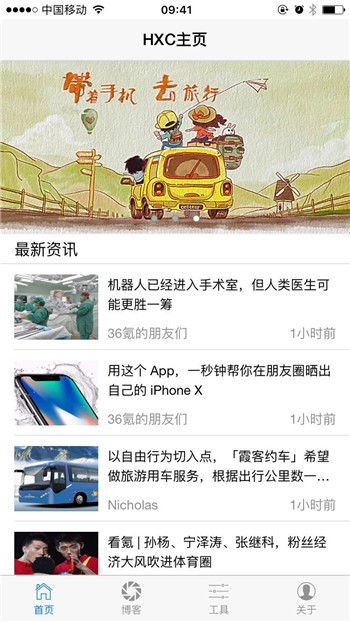 中国移动
09:41
HXC主页
带着手机 去旅行
最新资讯
机器人已经进入手术室，但人类医生可
能更胜一筹
36氪的朋友们
1小时前
用这个 App，一秒钟帮你在朋友圈晒出
自己的 iPhone X
36氪的朋友们
1小时前
以自由行为切入点，「霞客约车」希望
做旅游用车服务，根据出行公里数一...
Nicholas
1小时前
看氪 | 孙杨、宁泽涛、张继科，粉丝经
济大风吹进体育圈
首页
博客
工具
关于